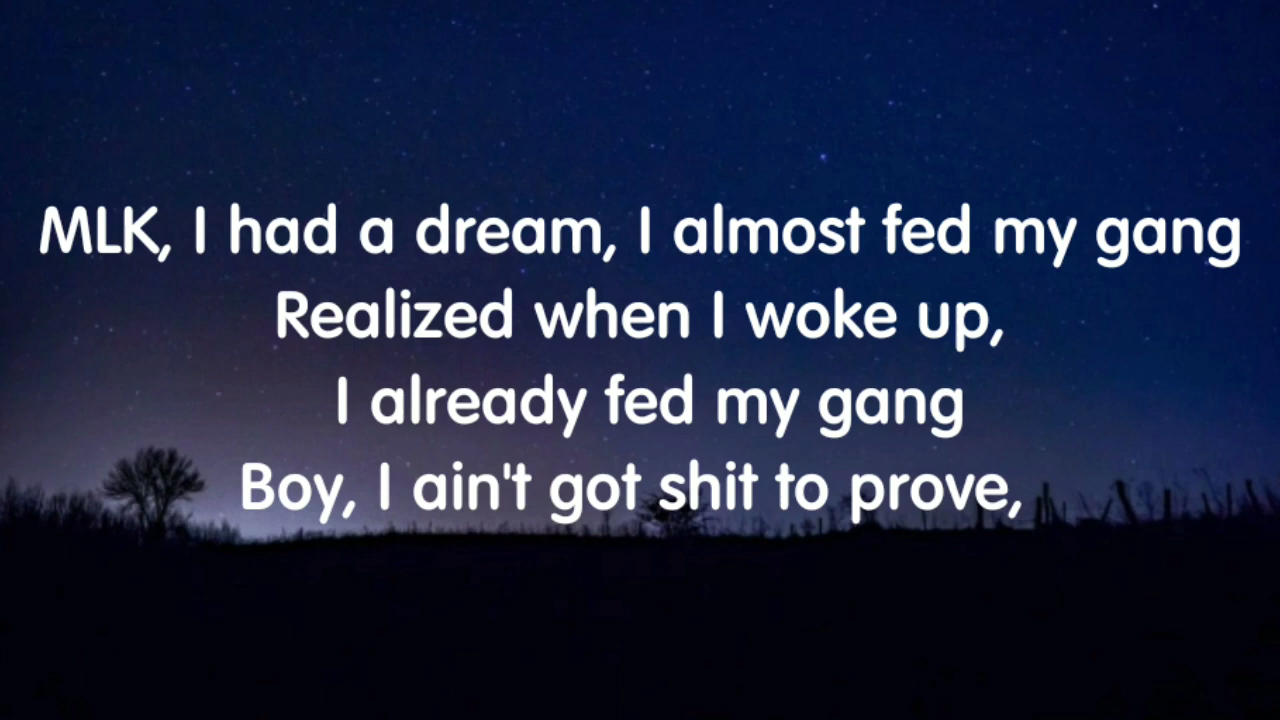 MLK, I had a dream, I almost fed my gang
Realized when I woke up,
I already fed my gang
Boy, I ain't got shit to prove,